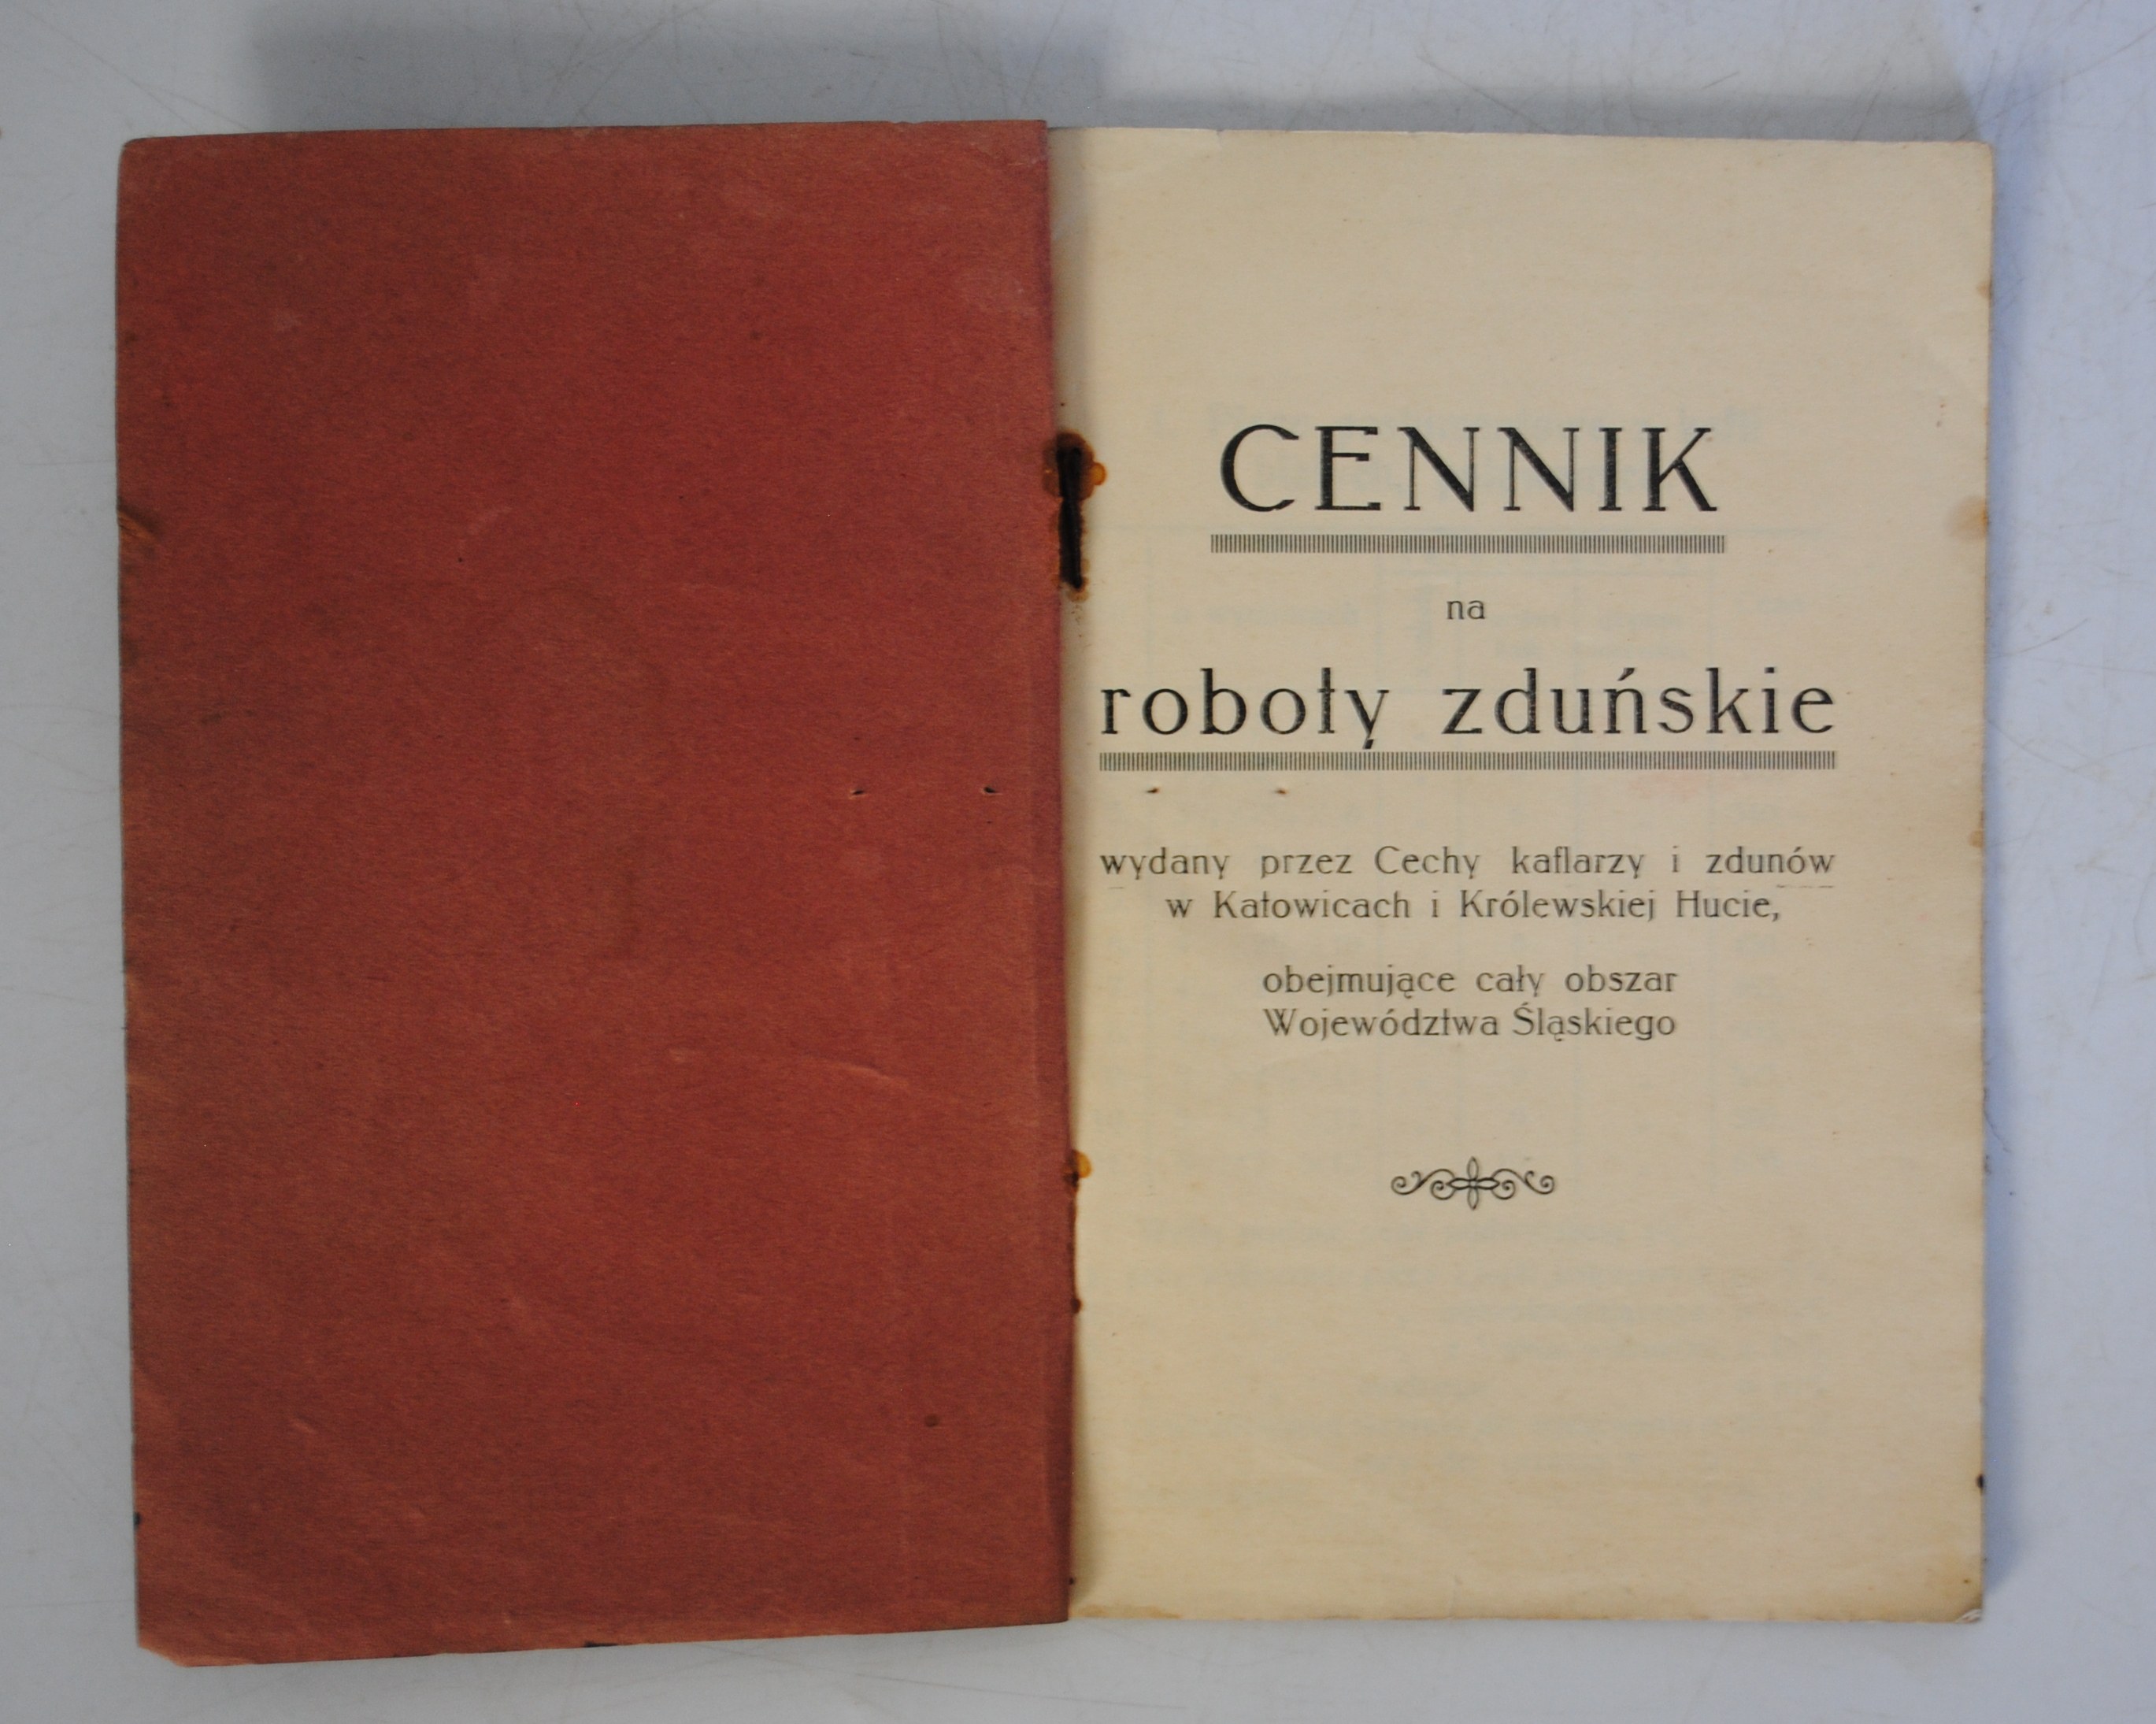 CENNIK
na
roboty zduńskie
wydany przez Cechy kaflarzy i zdunów
w Katowicach i Królewskiej Hucie,
obejmujące cały obszar
Województwa Śląskiego